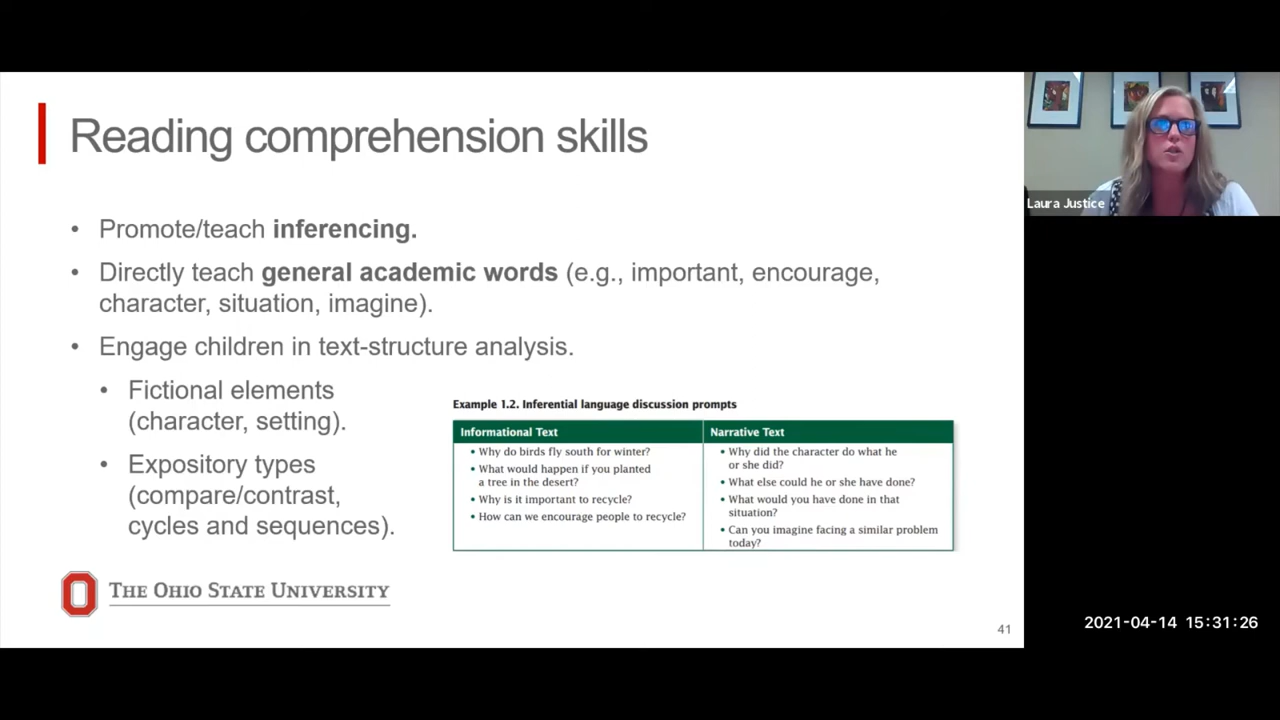 Reading comprehension skills
Laura Justice
• Promote/teach inferencing.
• Directly teach general academic words (e.g., important, encourage,
character, situation, imagine).
• Engage children in text-structure analysis.
• Fictional elements
(character, setting).
• Expository types
(compare/contrast,
cycles and sequences).
Example 1.2. Inferential language discussion prompts
Informational Text
• Why do birds fly south for winter?
• What would happen if you planted
a tree in the desert?
• Why is it important to recycle?
• How can we encourage people to recycle?
Narrative Text
• Why did the character do what he
or she did?
• What else could he or she have done?
• What would you have done in that
situation?
• Can you imagine facing a similar problem
today?
THE OHIO STATE UNIVERSITY
41
2021-04-14 15:31:26